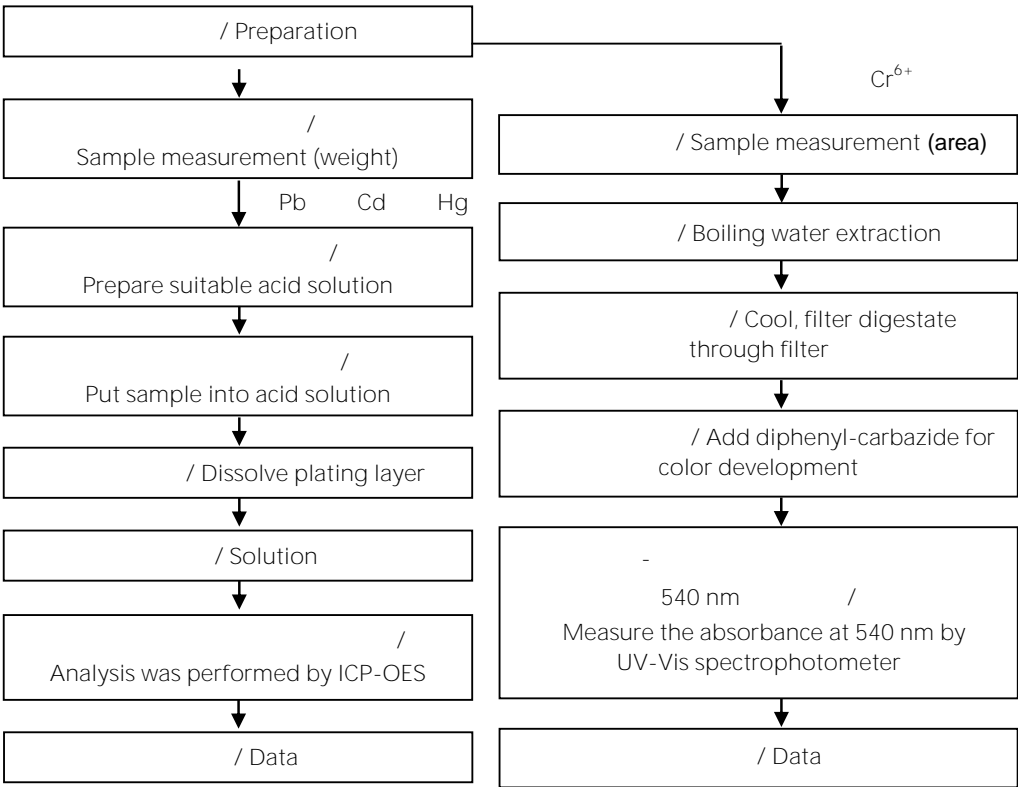 / Preparation
/
Sample measurement (weight)
Pb Cd Hg
/
Prepare suitable acid solution
/
Put sample into acid solution
/ Dissolve plating layer
/ Solution
/
Analysis was performed by ICP-OES
/ Data
Cr⁶⁺
/ Sample measurement (area)
/ Boiling water extraction
/ Cool, filter digestate
through filter
/ Add diphenyl-carbazide for
color development
-
540 nm /
Measure the absorbance at 540 nm by
UV-Vis spectrophotometer
/ Data